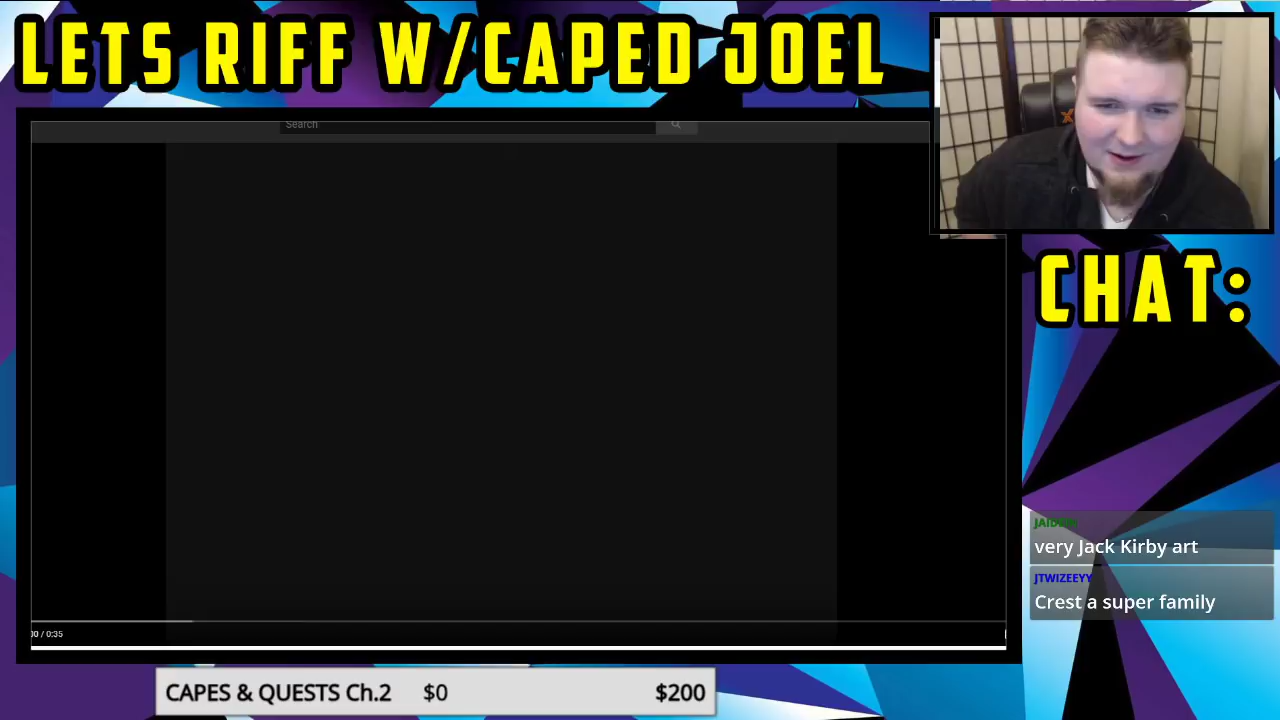 LETS RIFF W/CAPED JOEL
Search
CHAT:
very Jack Kirby art
JTWIZEEYY
Crest a super family
00 / 0:35
CAPES & QUESTS Ch.2 $0 $200